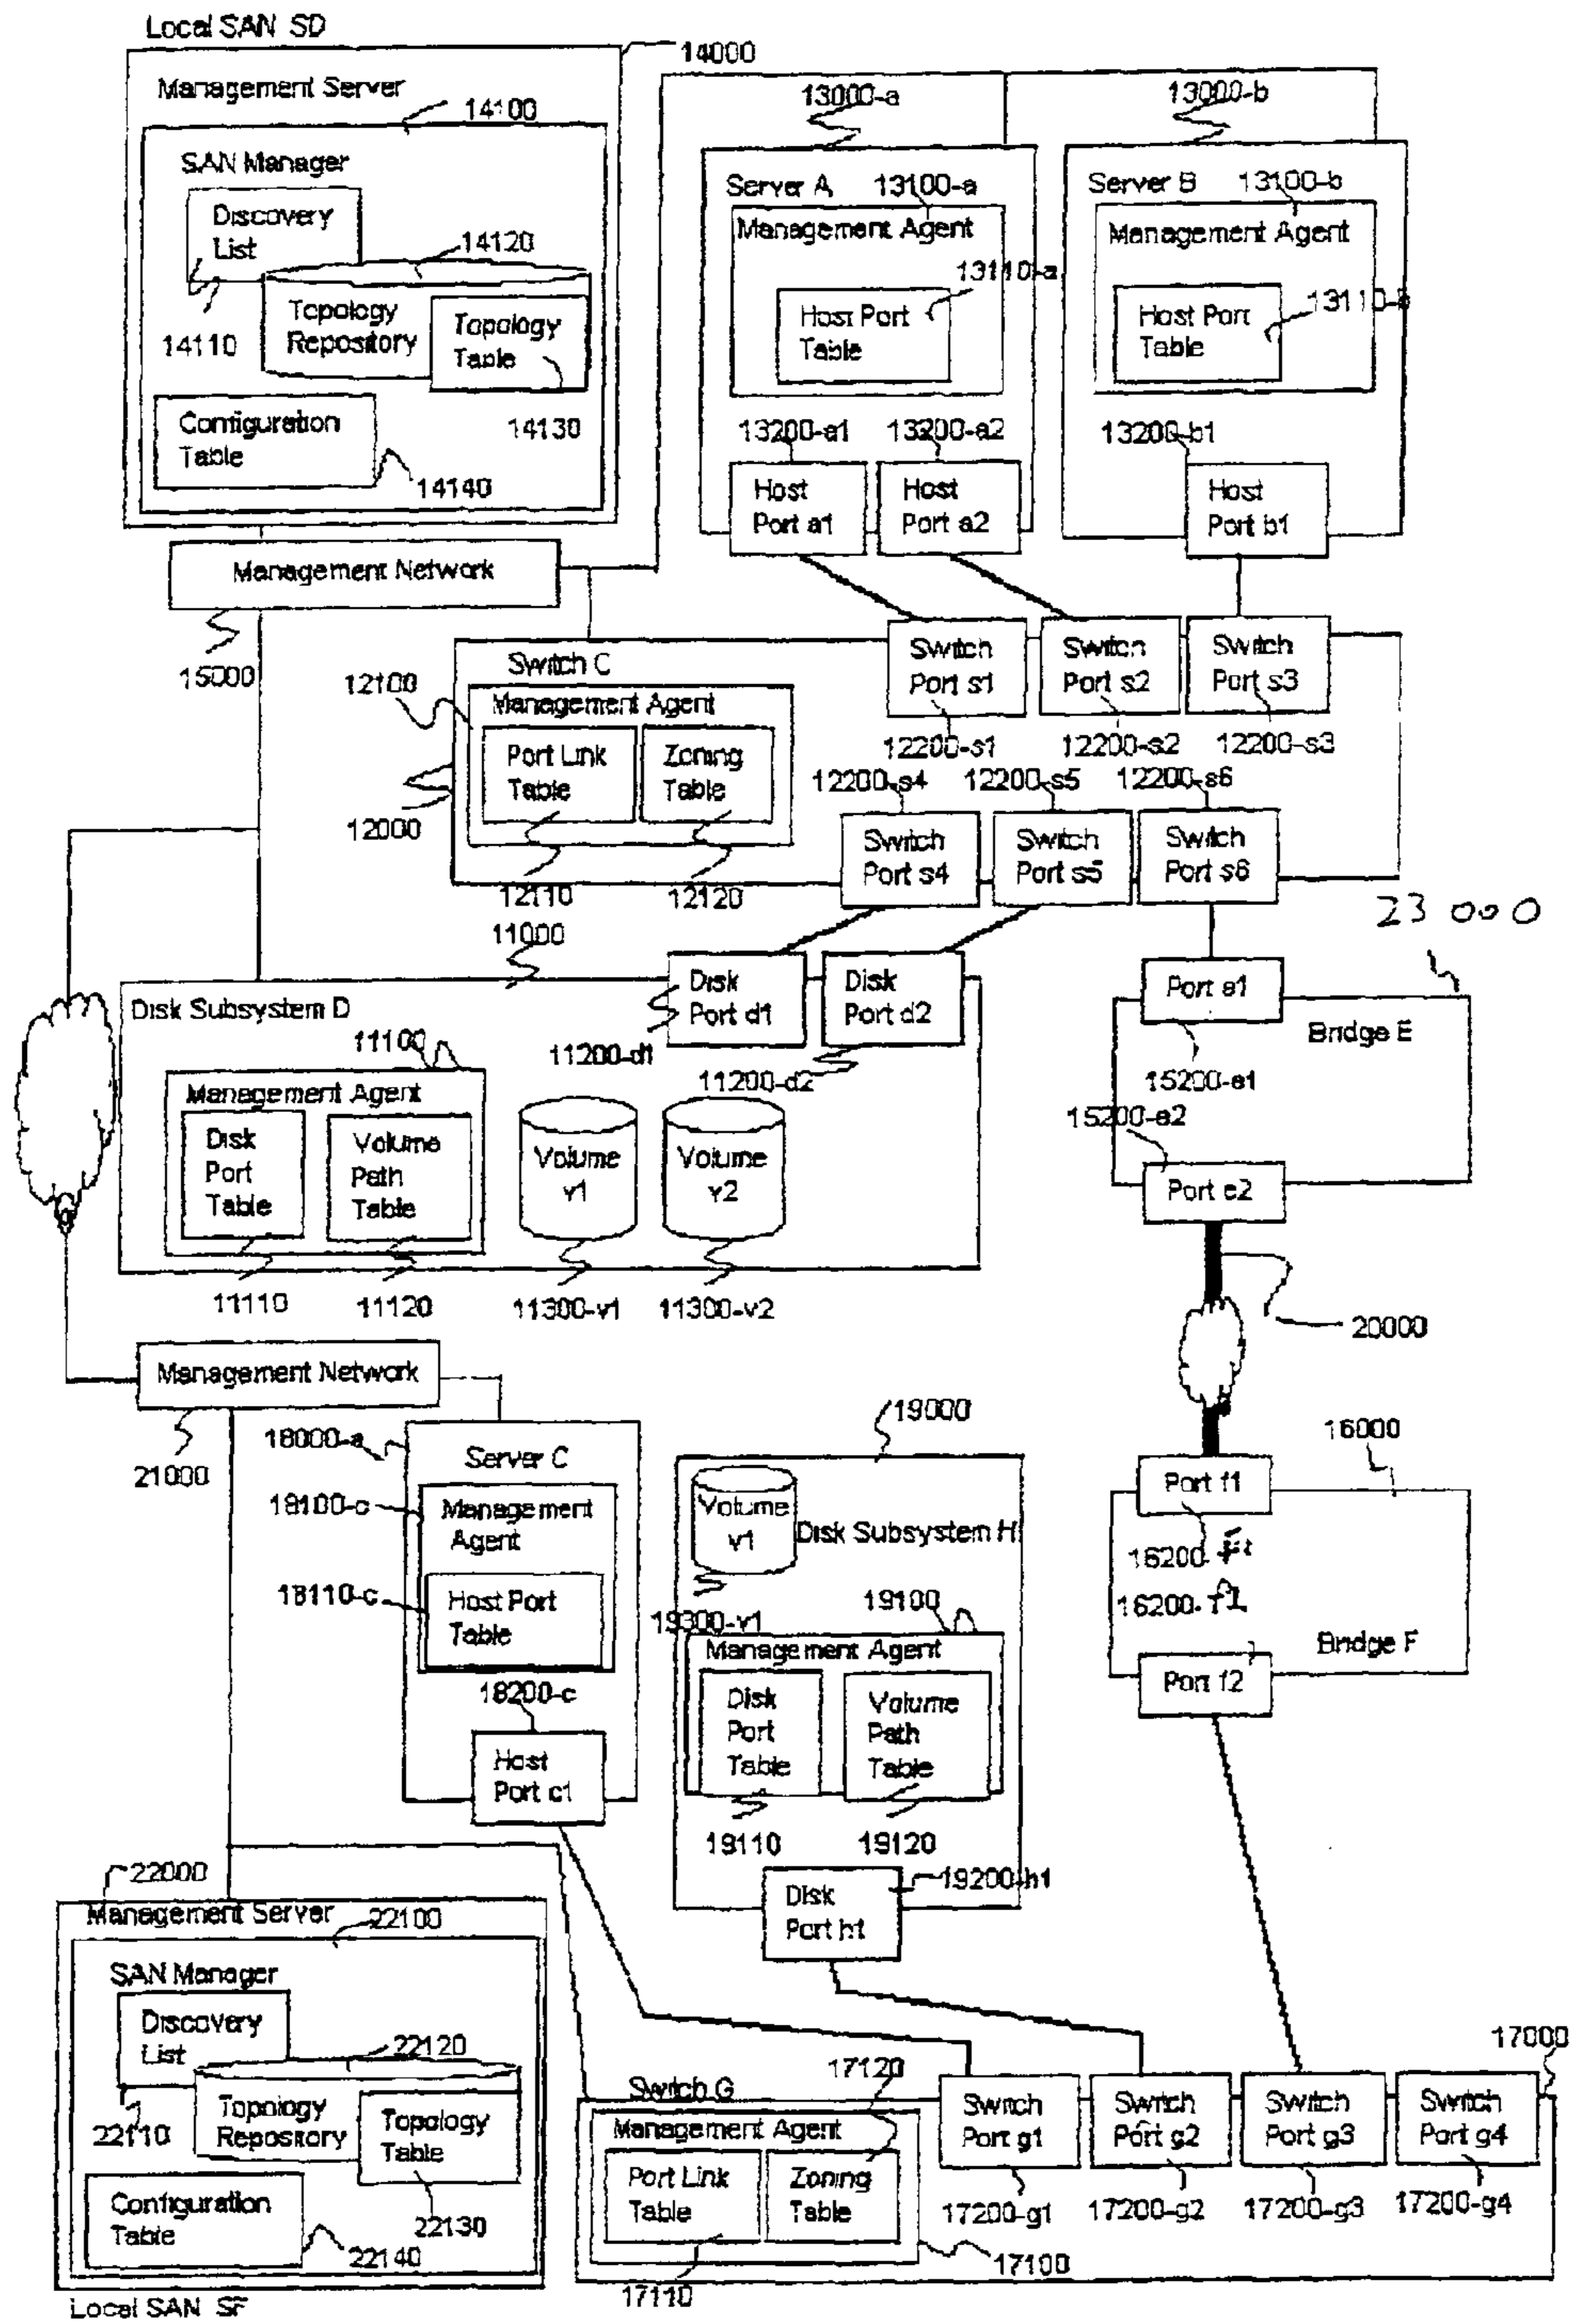 Local SAN SD
14000
Management Server
14100
SAN Manager
Discovery
List
14120
14110
Topology
Repository
Topology
Table
14130
Configuration
Table
14140
Management Network
15000
13000-a
Server A
13100-a
Management Agent
13110-a
Host Port
Table
13200-a1
13200-a2
Host
Port a1
Host
Port a2
13000-b
Server B
13100-b
Management Agent
Host Port
Table
13200-b1
Host
Port b1
Switch C
12100
Management Agent
Port Link
Table
Zoning
Table
12000
12110
12120
Switch
Port s1
Switch
Port s2
Switch
Port s3
12200-s1
12200-s2
12200-s3
12200-s4
12200-s5
12200-s6
Switch
Port s4
Switch
Port s5
Switch
Port s6
23000
11000
Disk Subsystem D
Disk
Port d1
Disk
Port d2
11200-d1
11200-d2
11100
Management Agent
Disk
Port
Table
Volume
Path
Table
Volume
v1
Volume
v2
11110
11120
11300-v1
11300-v2
Port e1
Bridge E
15200-e1
15200-e2
Port e2
20000
Management Network
21000
18000-a
Server C
18100-c
Management
Agent
18110-c
Host Port
Table
18200-c
Host
Port c1
19000
Volume
v1
Disk Subsystem H
19300-v1
19100
Management Agent
Disk
Port
Table
Volume
Path
Table
19110
19120
19200-h1
Disk
Port h1
16000
Port f1
16200-f1
Bridge F
Port f2
22000
Management Server
22100
SAN Manager
Discovery
List
22120
22110
Topology
Repository
Topology
Table
22130
Configuration
Table
22140
Local SAN SF
17000
17120
Switch G
Management Agent
Port Link
Table
Zoning
Table
17110
17100
Switch
Port g1
Switch
Port g2
Switch
Port g3
Switch
Port g4
17200-g1
17200-g2
17200-g3
17200-g4